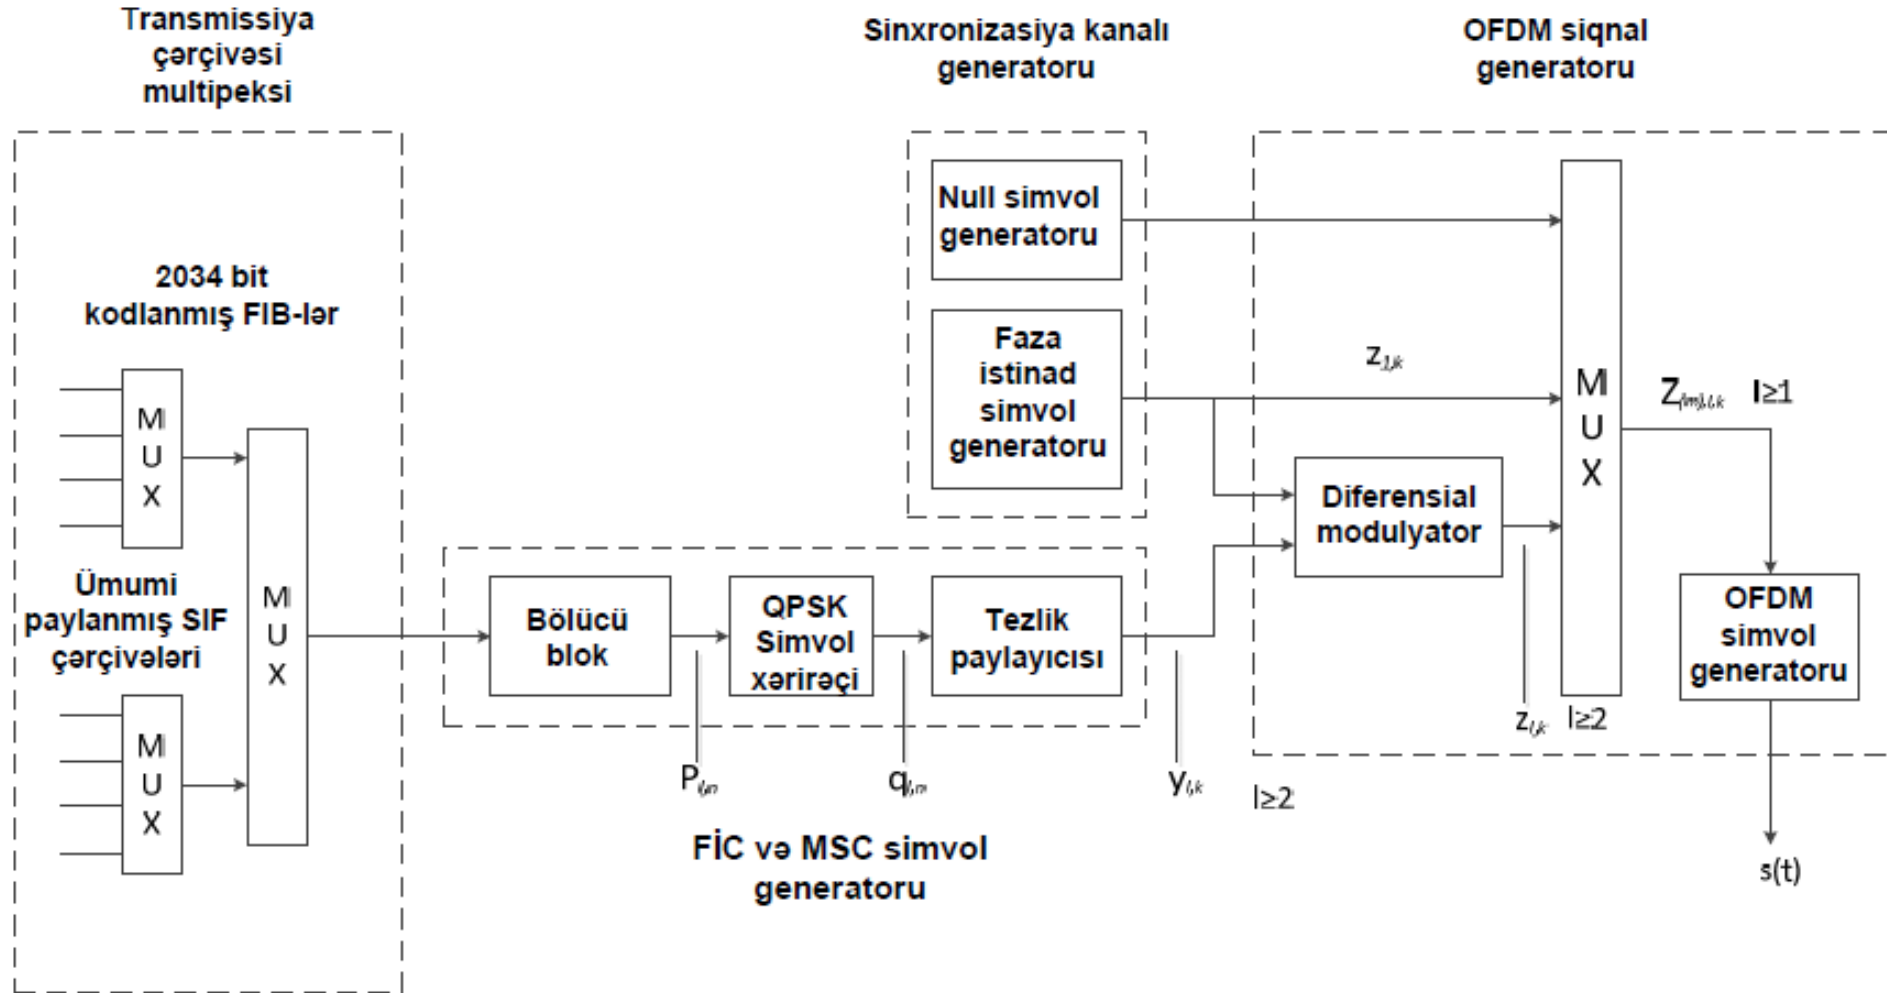 Transmissiya
çərçivəsi
multipeksi
Sinxronizasiya kanalı
generatoru
OFDM siqnal
generatoru
2034 bit
kodlanmış FIB-lər
M
U
X
Ümumi
paylanmış SIF
çərçivələri
M
U
X
M
U
X
Null simvol
generatoru
Faza
istinad
simvol
generatoru
z1,k
Diferensial
modulyator
M
U
X
Z(m),l,k l≥1
Bölücü
blok
QPSK
Simvol
xərirəçi
Tezlik
paylayıcısı
OFDM
simvol
generatoru
zl,k l≥2
Pl,n
ql,n
yl,k
l≥2
FİC və MSC simvol
generatoru
s(t)